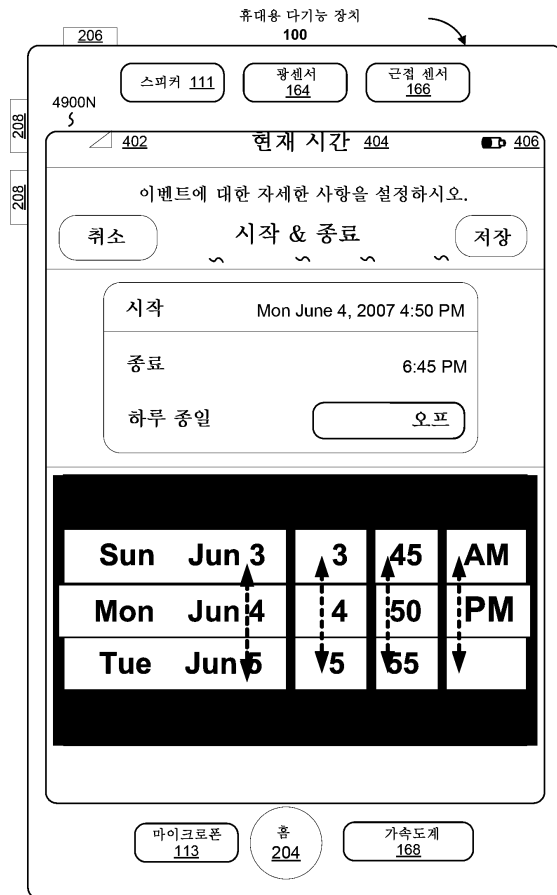 휴대용 다기능 장치
100
206
스피커 111
광센서
164
근접 센서
166
4900N
208
208
402
현재 시간 404
406
이벤트에 대한 자세한 사항을 설정하시오.
취소
시작 & 종료
저장
시작 Mon June 4, 2007 4:50 PM
종료 6:45 PM
하루 종일 오프
Sun Jun 3 3 45 AM
Mon Jun 4 4 50 PM
Tue Jun 5 5 55
마이크로폰
113
홈
204
가속도계
168